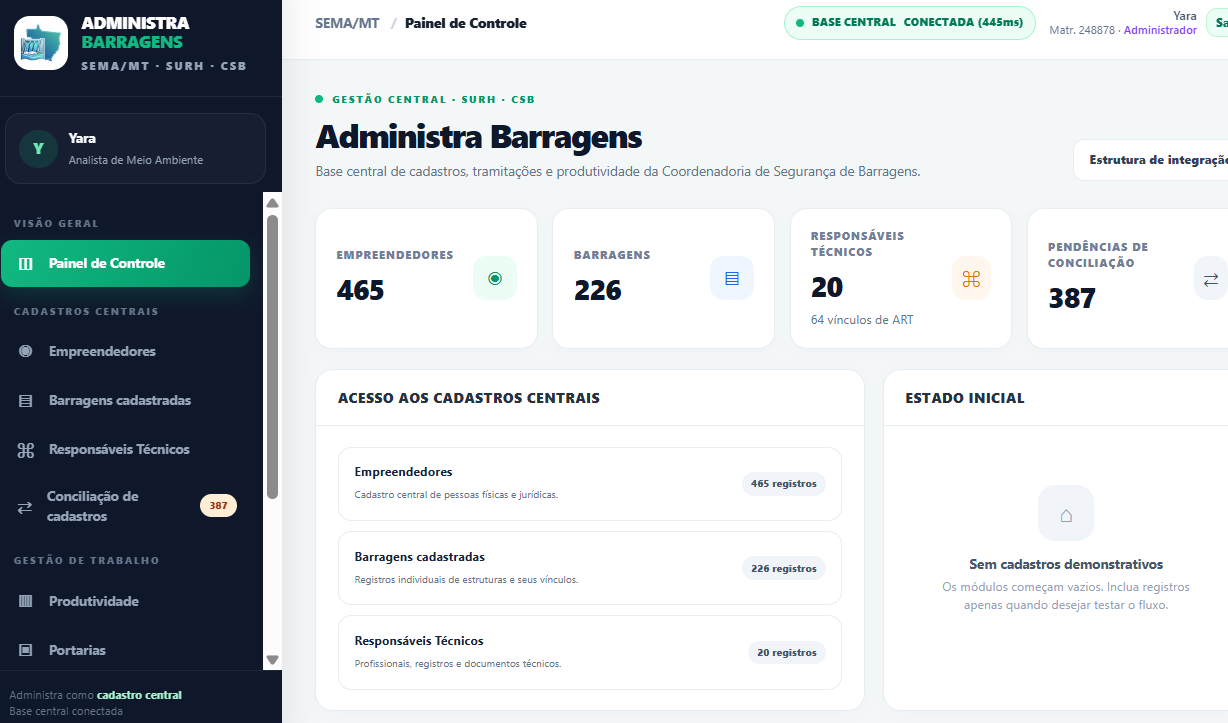 ADMINISTRA
BARRAGENS
SEMA/MT · SURH · CSB
Y
Yara
Analista de Meio Ambiente
VISÃO GERAL
Painel de Controle
CADASTROS CENTRAIS
Empreendedores
Barragens cadastradas
Responsáveis Técnicos
Conciliação de
cadastros
387
GESTÃO DE TRABALHO
Produtividade
Portarias
Administra como cadastro central
Base central conectada
SEMA/MT / Painel de Controle
BASE CENTRAL CONECTADA (445ms)
Yara
Matr. 248878 · Administrador
Sa
GESTÃO CENTRAL · SURH · CSB
Administra Barragens
Base central de cadastros, tramitações e produtividade da Coordenadoria de Segurança de Barragens.
Estrutura de integração
EMPREENDEDORES
465
BARRAGENS
226
RESPONSÁVEIS
TÉCNICOS
20
64 vínculos de ART
PENDÊNCIAS DE
CONCILIAÇÃO
387
ACESSO AOS CADASTROS CENTRAIS
Empreendedores
Cadastro central de pessoas físicas e jurídicas.
465 registros
Barragens cadastradas
Registros individuais de estruturas e seus vínculos.
226 registros
Responsáveis Técnicos
Profissionais, registros e documentos técnicos.
20 registros
ESTADO INICIAL
Sem cadastros demonstrativos
Os módulos começam vazios. Inclua registros
apenas quando desejar testar o fluxo.